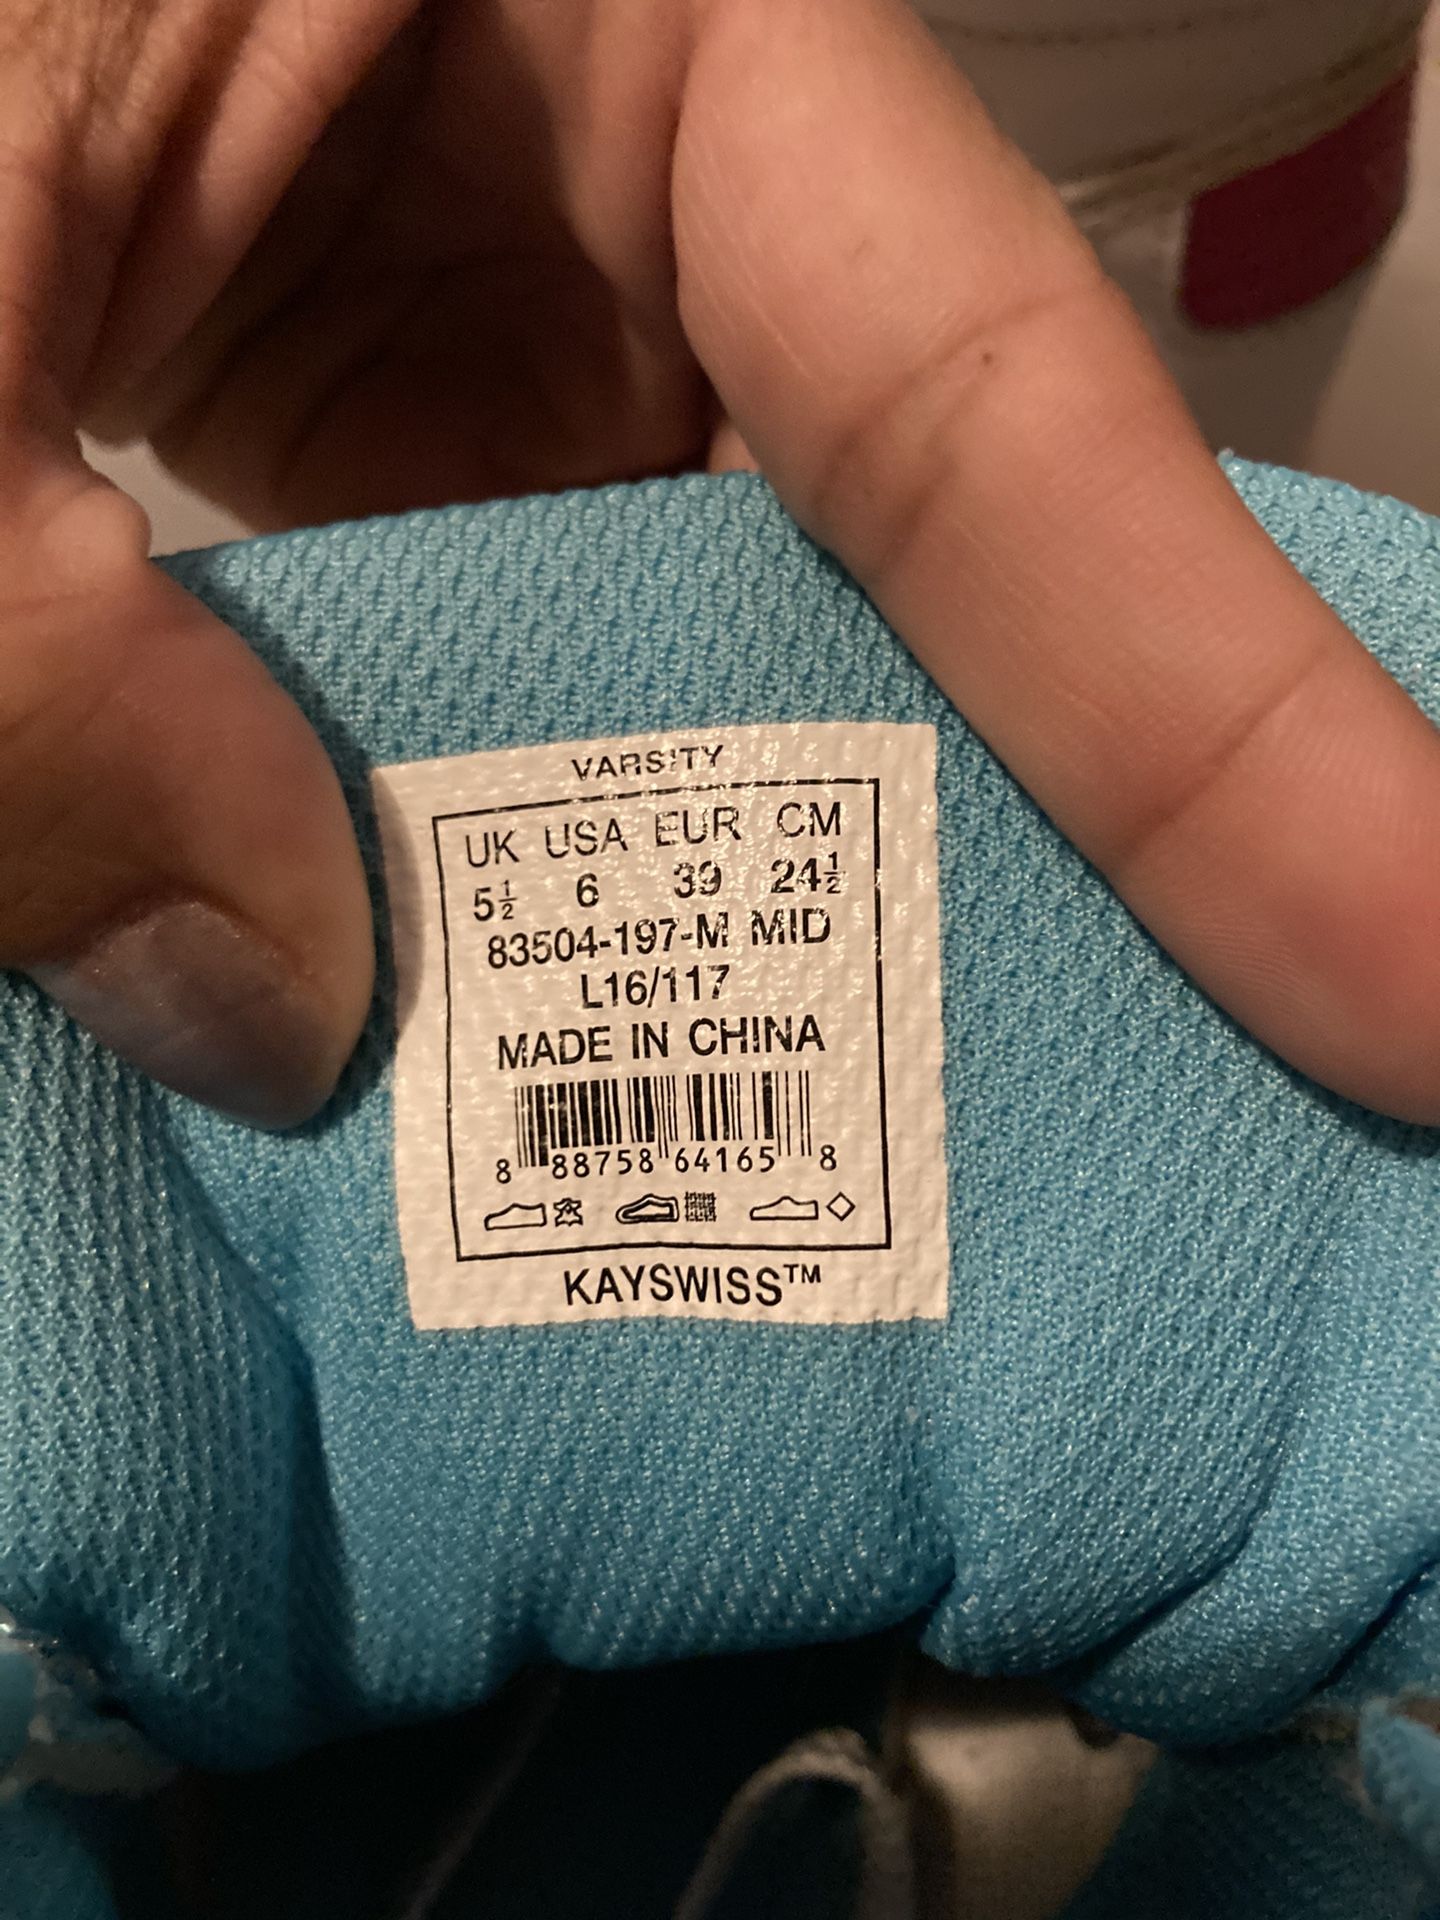 VARSITY
UK USA EUR CM
5½ 6 39 24½
83504-197-M MID
L16/117
MADE IN CHINA
8 88758 64165 8
KAYSWISS™